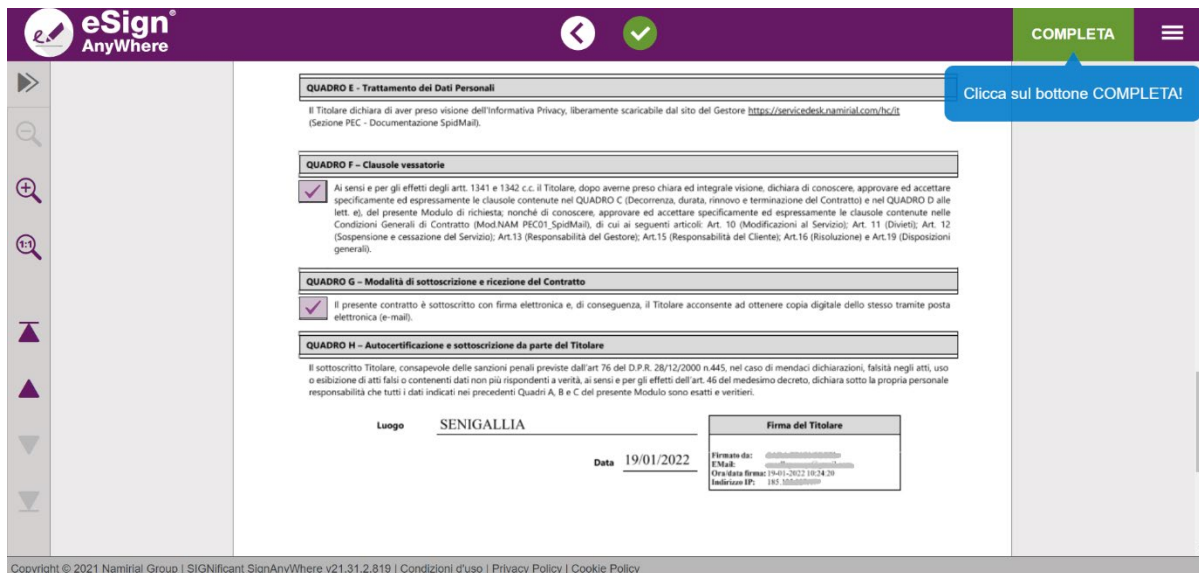 eSign®
AnyWhere
COMPLETA
Clicca sul bottone COMPLETA!
QUADRO E - Trattamento dei Dati Personali
Il Titolare dichiara di aver preso visione dell'Informativa Privacy, liberamente scaricabile dal sito del Gestore https://servicedesk.namirial.com/hc/it
(Sezione PEC - Documentazione SpidMail).
QUADRO F – Clausole vessatorie
Ai sensi e per gli effetti degli artt. 1341 e 1342 c.c. il Titolare, dopo averne preso chiara ed integrale visione, dichiara di conoscere, approvare ed accettare
specificamente ed espressamente le clausole contenute nel QUADRO C (Decorrenza, durata, rinnovo e terminazione del Contratto) e nel QUADRO D alle
lett. e), del presente Modulo di richiesta; nonché di conoscere, approvare ed accettare specificamente ed espressamente le clausole contenute nelle
Condizioni Generali di Contratto (Mod.NAM PEC01_SpidMail), di cui ai seguenti articoli: Art. 10 (Modificazioni al Servizio); Art. 11 (Divieti); Art. 12
(Sospensione e cessazione del Servizio); Art.13 (Responsabilità del Gestore); Art.15 (Responsabilità del Cliente); Art.16 (Risoluzione) e Art.19 (Disposizioni
generali).
QUADRO G – Modalità di sottoscrizione e ricezione del Contratto
Il presente contratto è sottoscritto con firma elettronica e, di conseguenza, il Titolare acconsente ad ottenere copia digitale dello stesso tramite posta
elettronica (e-mail).
QUADRO H – Autocertificazione e sottoscrizione da parte del Titolare
Il sottoscritto Titolare, consapevole delle sanzioni penali previste dall'art 76 del D.P.R. 28/12/2000 n.445, nel caso di mendaci dichiarazioni, falsità negli atti, uso
o esibizione di atti falsi o contenenti dati non più rispondenti a verità, ai sensi e per gli effetti dell'art. 46 del medesimo decreto, dichiara sotto la propria personale
responsabilità che tutti i dati indicati nei precedenti Quadri A, B e C del presente Modulo sono esatti e veritieri.
Luogo SENIGALLIA
Firma del Titolare
Data 19/01/2022
Firmato da:
EMail:
Ora/data firma: 19-01-2022 10:24:20
Indirizzo IP: 185.
1:1
Copyright © 2021 Namirial Group | SIGNificant SignAnyWhere v21.31.2.819 | Condizioni d'uso | Privacy Policy | Cookie Policy